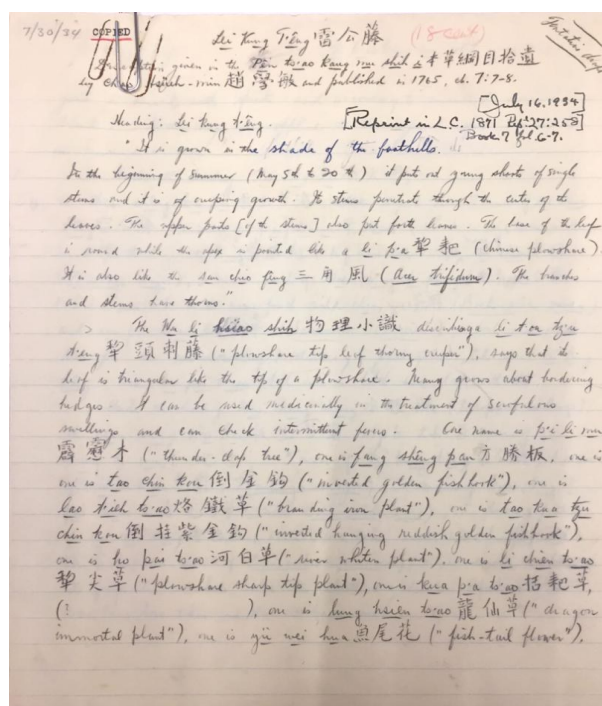 7/30/34 COPIED Lei Kung T'êng 雷公藤 (18 cent)
Description given in the Pên ts'ao kang mu shih i 本草綱目拾遺
by Chao Hsüeh-min 趙學敏 and published in 1765, ch. 7:7-8.
[July 16, 1934]
Heading: Lei Kung t'êng. [Reprint in L.C. 1871 Ref: 27:258]
Book 7 fol. 6-7.
"It is grown in the shade of the foothills.
In the beginning of summer (May 5th to 20th) it puts out young shoots of single
stems and it is of creeping growth. Its stems penetrate though the center of the
leaves. The upper parts [of the stems] also put forth leaves. The base of the leaf
is round while the apex is pointed like a li p'a 犂耙 (Chinese plowshare).
It is also like the san chio fêng 三角風 (Acer trifidum). The branches
and stems have thorns."
The Wu li hsiao shih 物理小識 describing a li t'ou tz'u
t'êng 犂頭刺藤 ("plowshare tip leaf thorny creeper"), says that its
leaf is triangular like the tip of a plowshare. Many grows about bordering
hedges. It can be used medicinally in the treatment of scrofulous
swellings and can check intermittent fevers. One name is p'i li mu
霹靂木 ("thunder-clap tree"), one is fang shêng pan 方勝板, one is
one is tao chin kou 倒金鈎 ("inverted golden fishhook"), one is
lao t'ieh ts'ao 烙鐵草 ("branding iron plant"), one is tao kua tzu
chin kou 倒挂紫金鈎 ("inverted hanging reddish golden fishhook"),
one is ho pai ts'ao 河白草 ("river whiten plant"), one is li chien ts'ao
犂尖草 ("plowshare sharp tip plant"), one is kua p'a ts'ao 括耙草,
(? ), one is lung hsien ts'ao 龍仙草 ("dragon
immortal plant"), one is yü wei hua 魚尾花 ("fish-tail flower"),